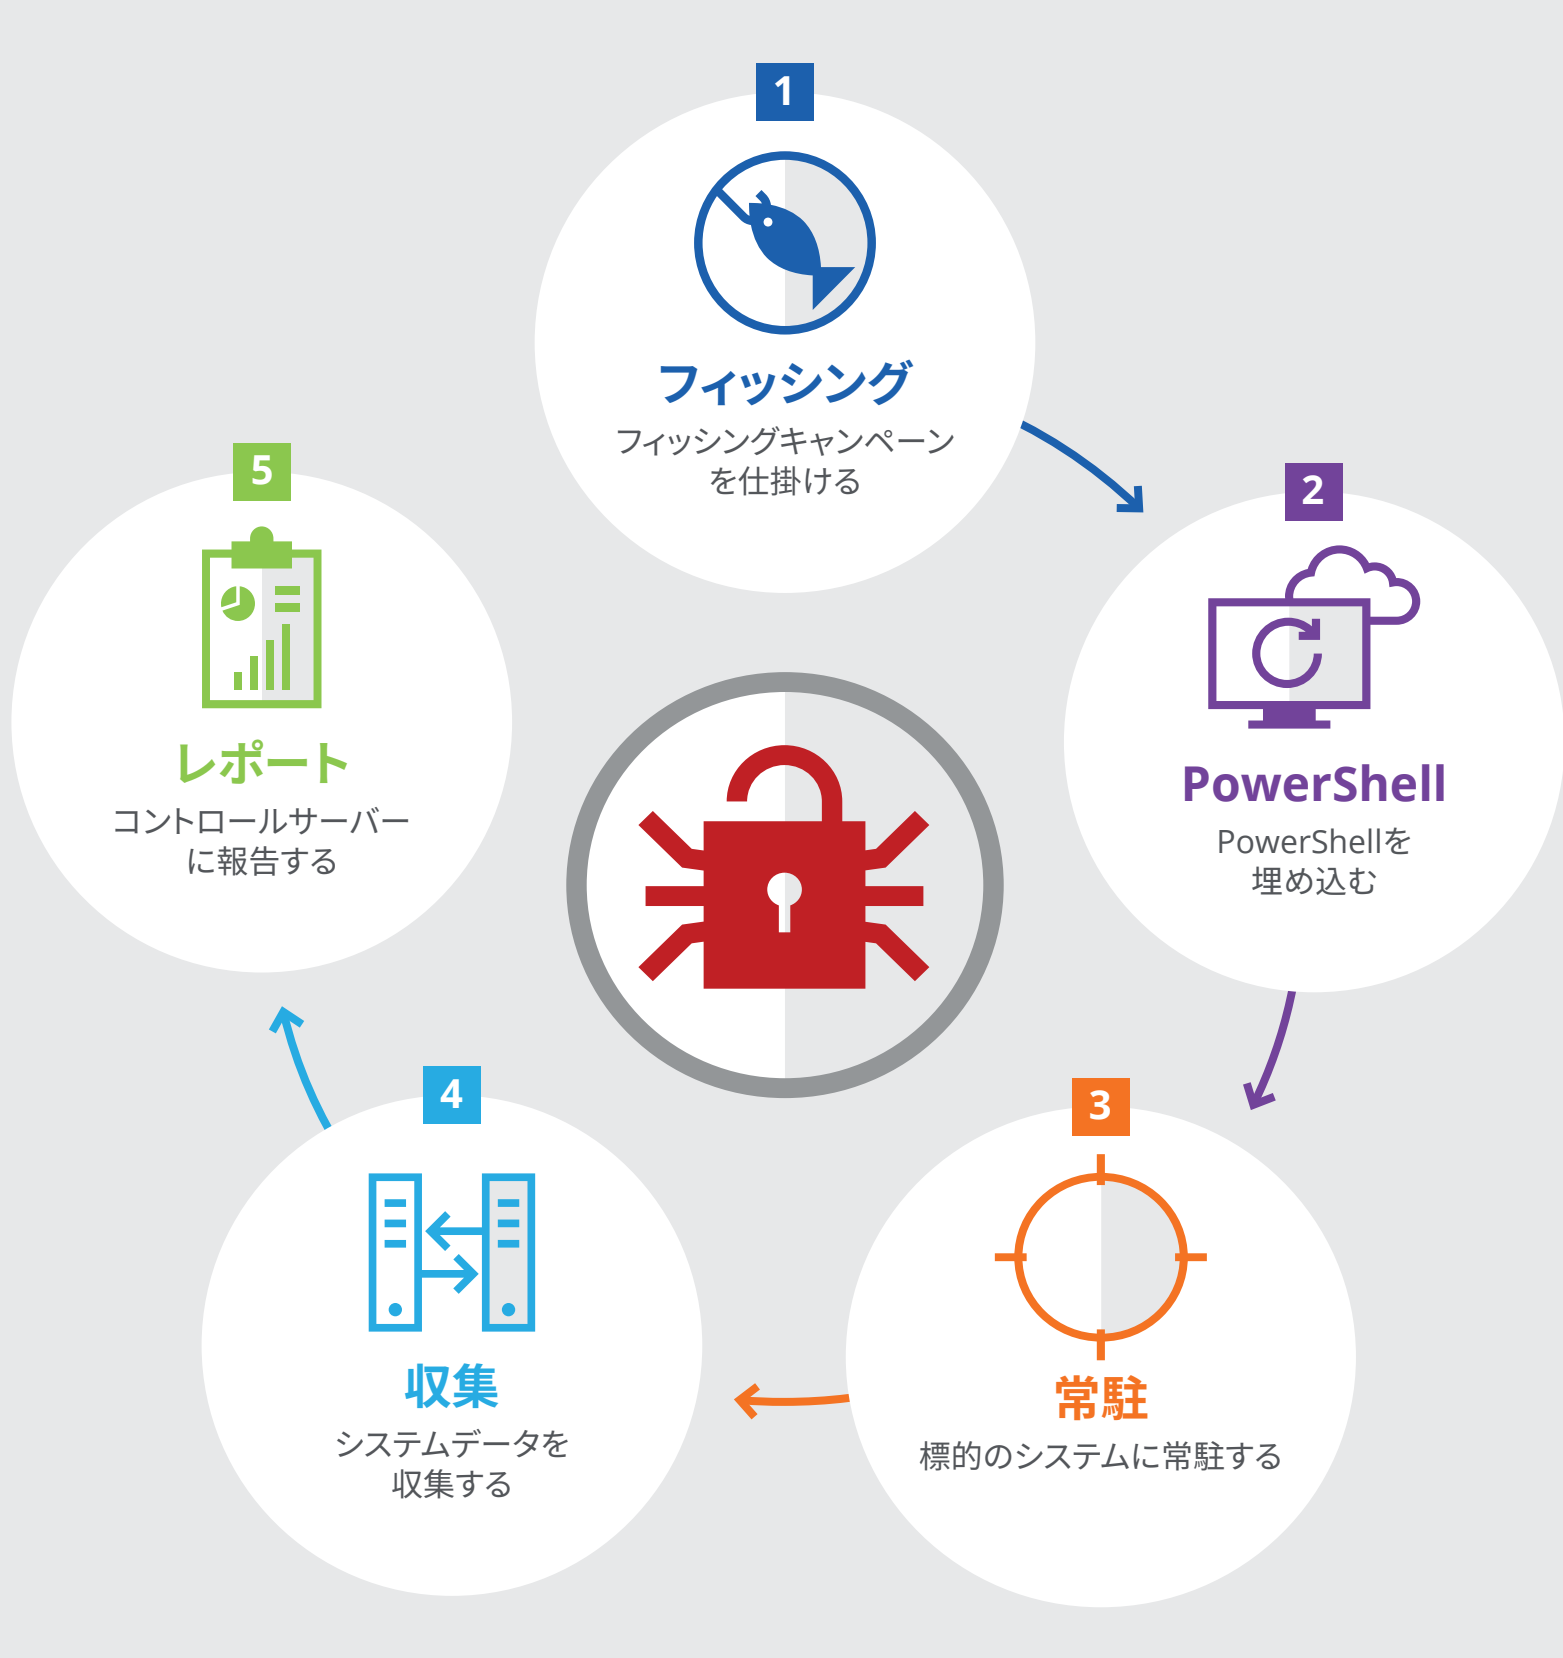 1
フィッシング
フィッシングキャンペーン
を仕掛ける
2
PowerShell
PowerShellを
埋め込む
3
常駐
標的のシステムに常駐する
4
収集
システムデータを
収集する
5
レポート
コントロールサーバー
に報告する